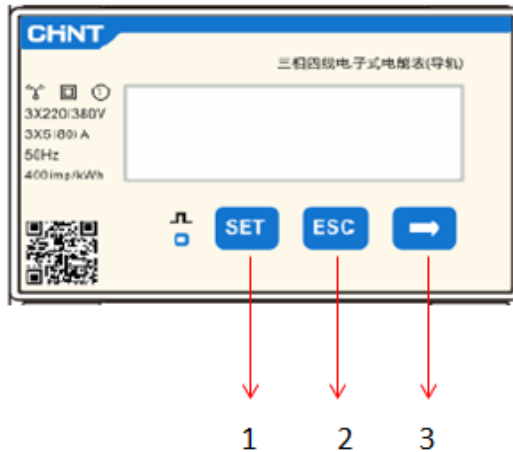 CHNT
三相四线电子式电能表(导轨)
3X220/380V
3X5(80)A
50Hz
400imp/kWh
SET
ESC
1
2
3